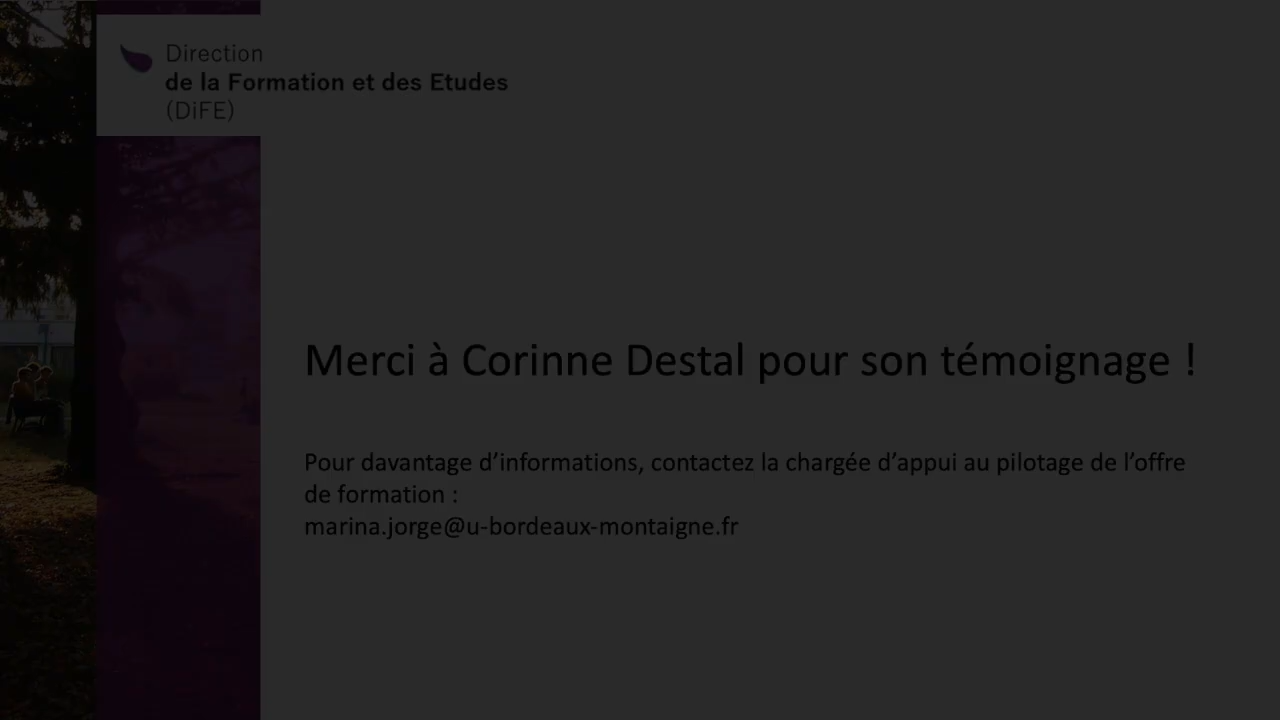 Direction
de la Formation et des Etudes
(DiFE)
Merci à Corinne Destal pour son témoignage !
Pour davantage d’informations, contactez la chargée d’appui au pilotage de l’offre
de formation :
marina.jorge@u-bordeaux-montaigne.fr